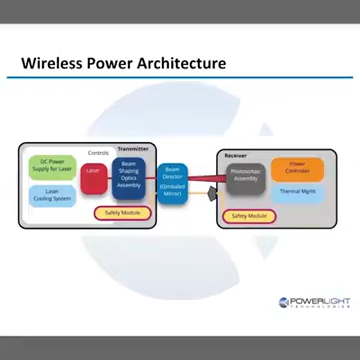 Wireless Power Architecture
Transmitter
Controls
DC Power
Supply for Laser
Laser
Cooling System
Laser
Beam
Shaping
Optics
Assembly
Safety Module
Beam
Director
(Gimbaled
Mirror)
Receiver
Photovoltaic
Assembly
Power
Controller
Thermal Mgmt
Safety Module
POWERLIGHT
TECHNOLOGIES